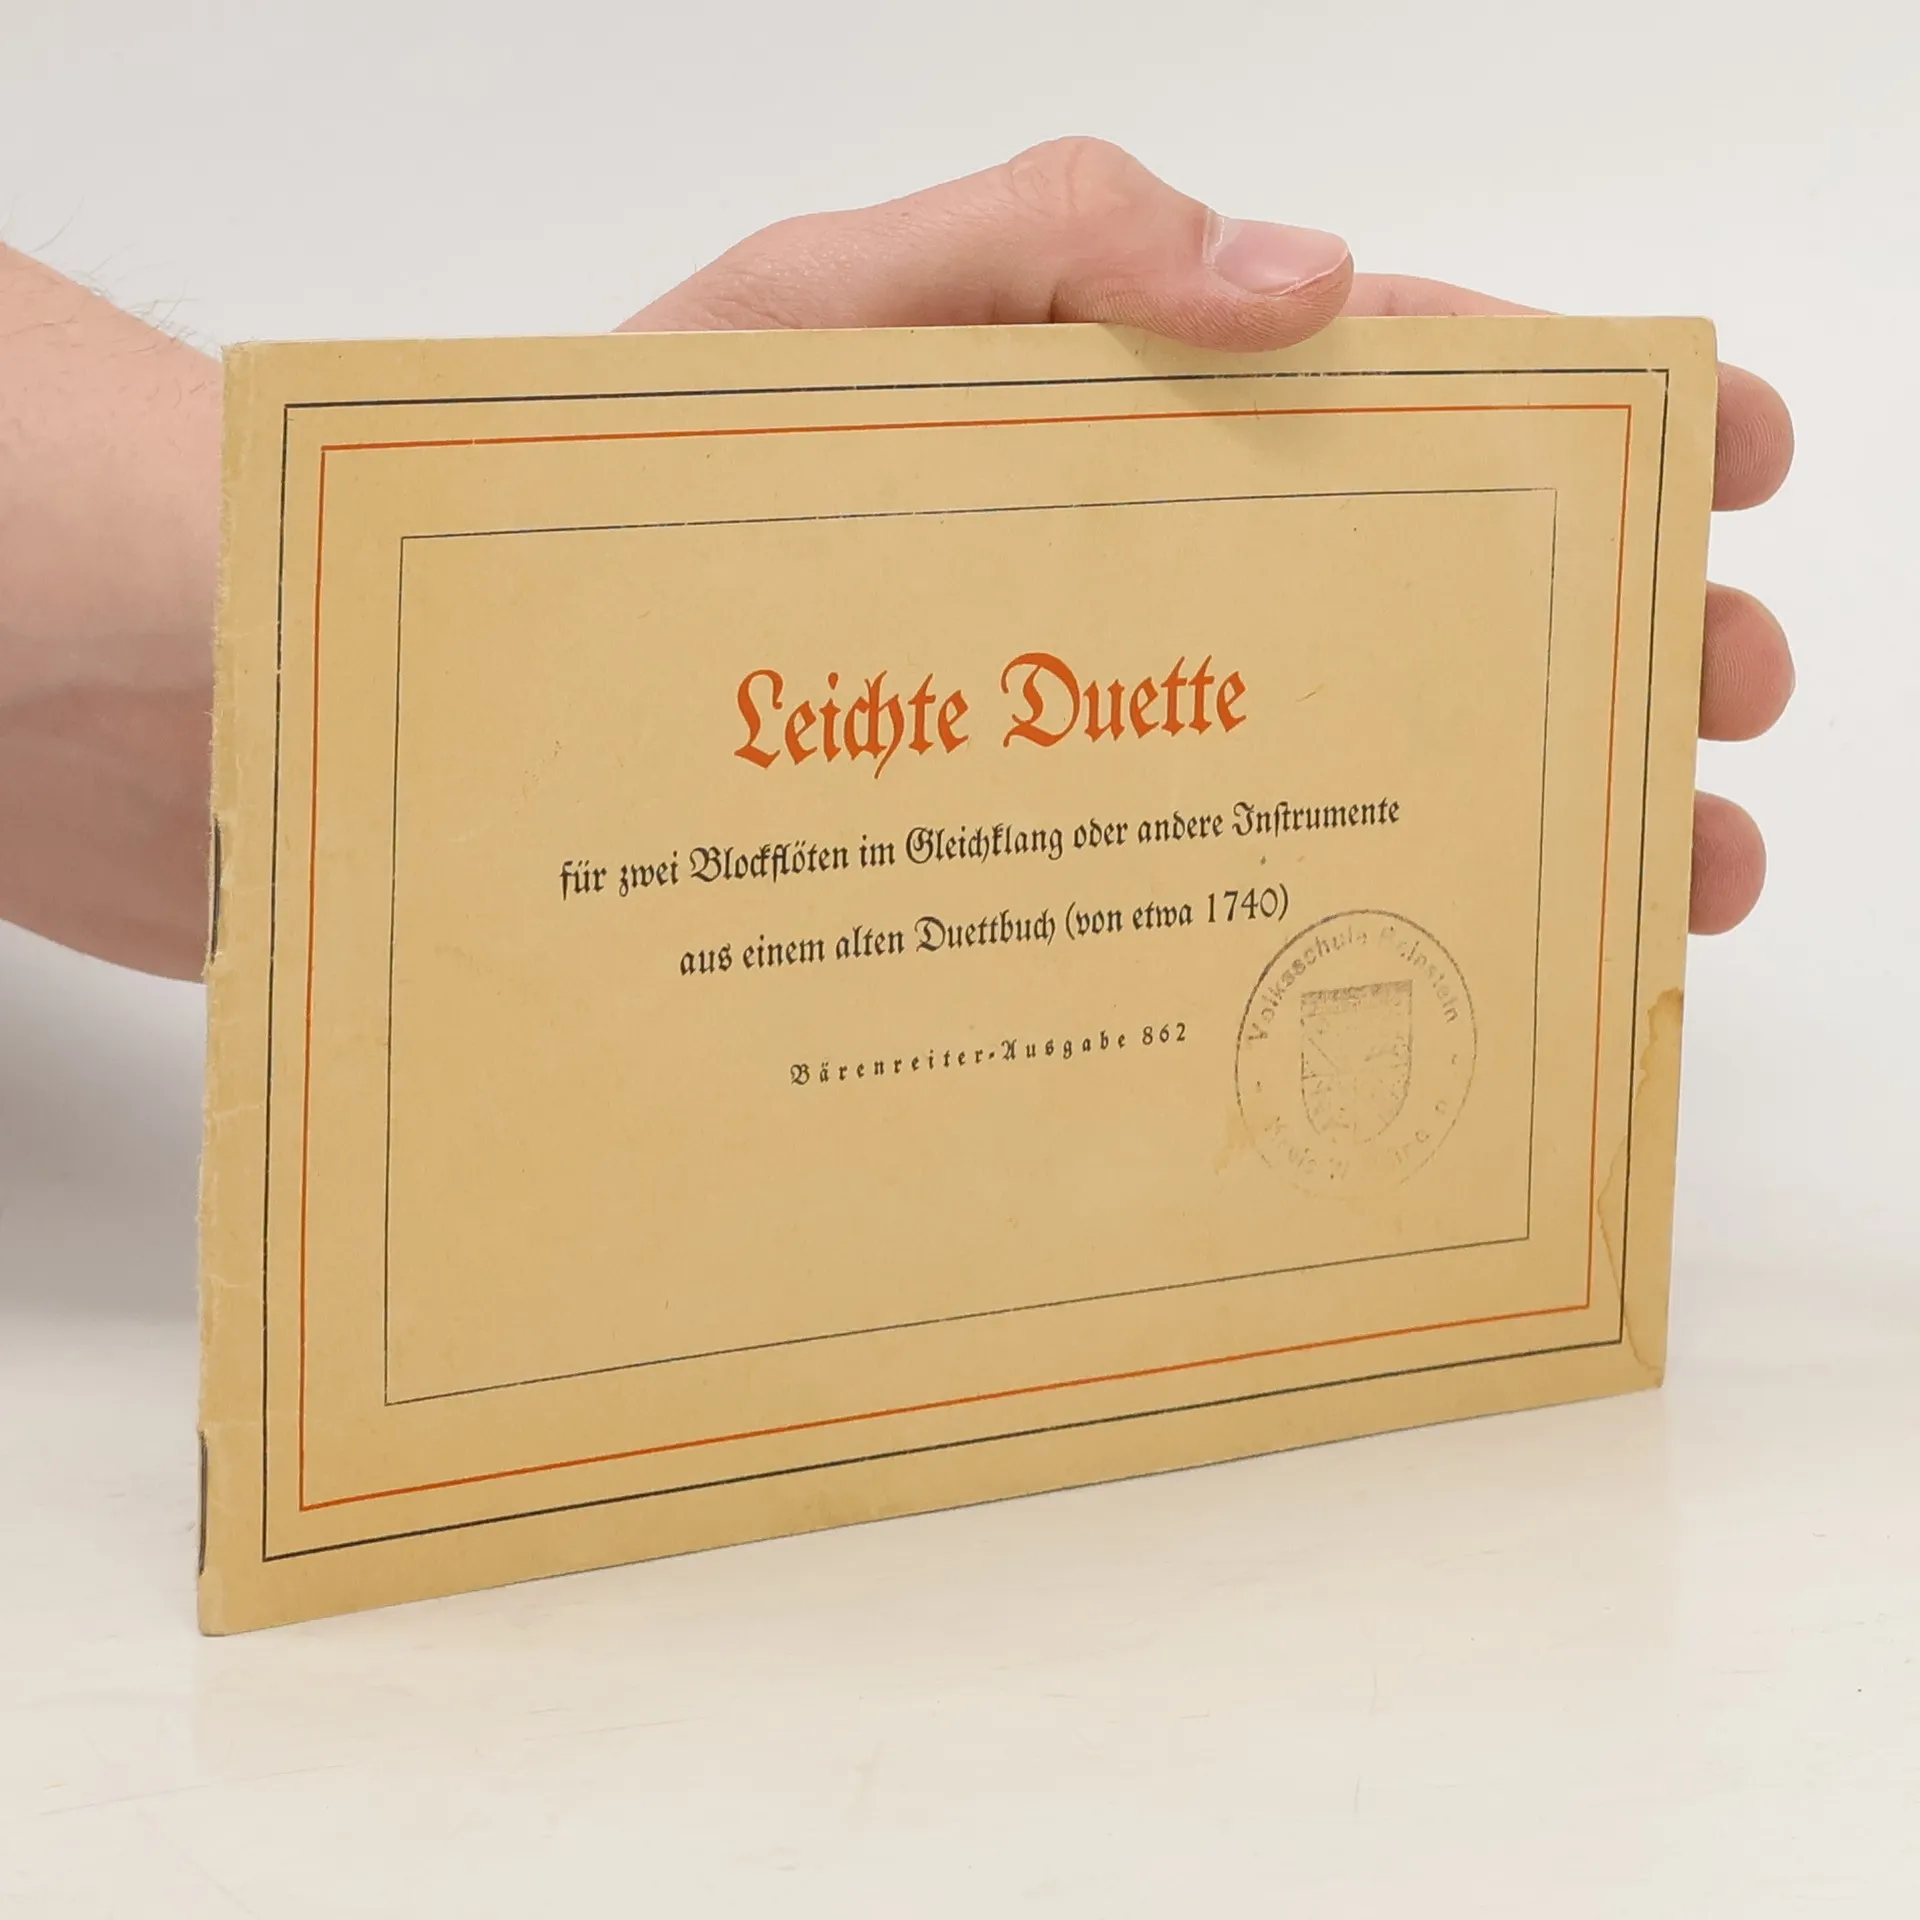 Leichte Duette
für zwei Blockflöten im Gleichklang oder andere Instrumente
aus einem alten Duettbuch (von etwa 1740)
Bärenreiter-Ausgabe 862
Volksschule
Kreis